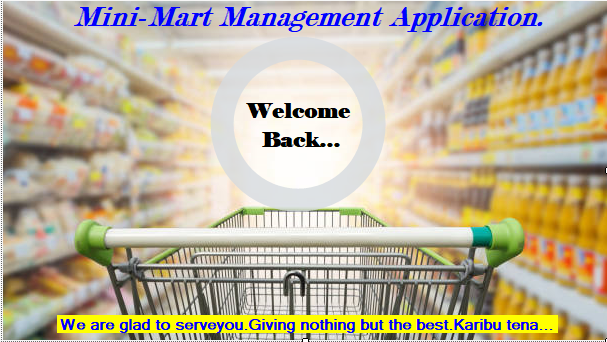 Mini-Mart Management Application.
Welcome
Back...
We are glad to serveyou.Giving nothing but the best.Karibu tena...